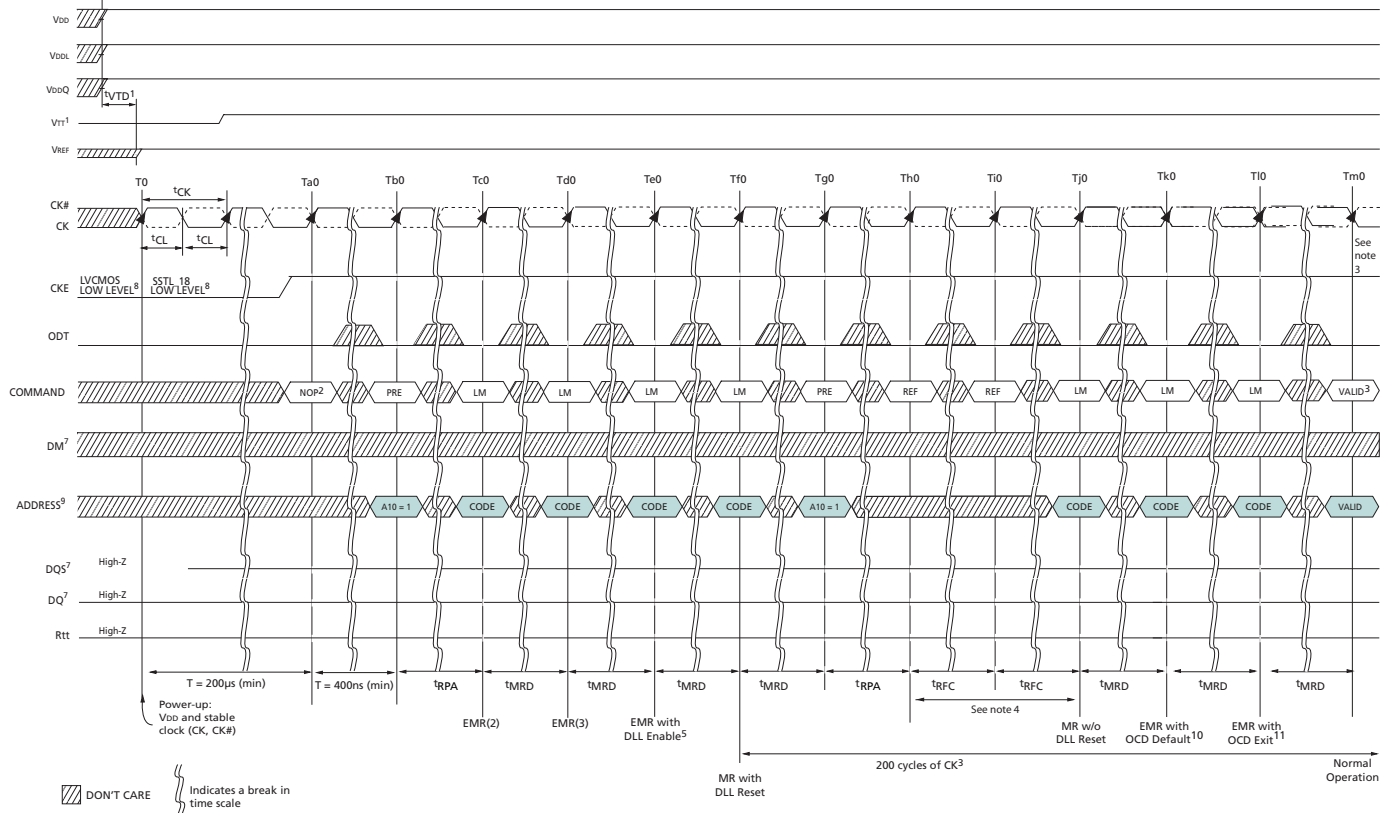 VDD
VDDL
VDDQ
tVTD1
VTT1
VREF
T0 Ta0 Tb0 Tc0 Td0 Te0 Tf0 Tg0 Th0 Ti0 Tj0 Tk0 Tl0 Tm0
tCK
CK#
CK
tCL tCL
See
note
3
CKE LVCMOS LOW LEVEL8 SSTL_18 LOW LEVEL8
ODT
COMMAND NOP2 PRE LM LM LM LM PRE REF REF LM LM LM VALID3
DM7
ADDRESS9 A10 = 1 CODE CODE CODE CODE A10 = 1 CODE CODE CODE VALID
DQS7 High-Z
DQ7 High-Z
Rtt High-Z
T = 200µs (min) T = 400ns (min) tRPA tMRD tMRD tMRD tMRD tRPA tRFC tRFC tMRD tMRD tMRD
See note 4
Power-up:
VDD and stable
clock (CK, CK#)
EMR(2) EMR(3)
EMR with
DLL Enable5
MR w/o
DLL Reset
EMR with
OCD Default10
EMR with
OCD Exit11
200 cycles of CK3
MR with
DLL Reset
Normal
Operation
DON'T CARE
Indicates a break in
time scale